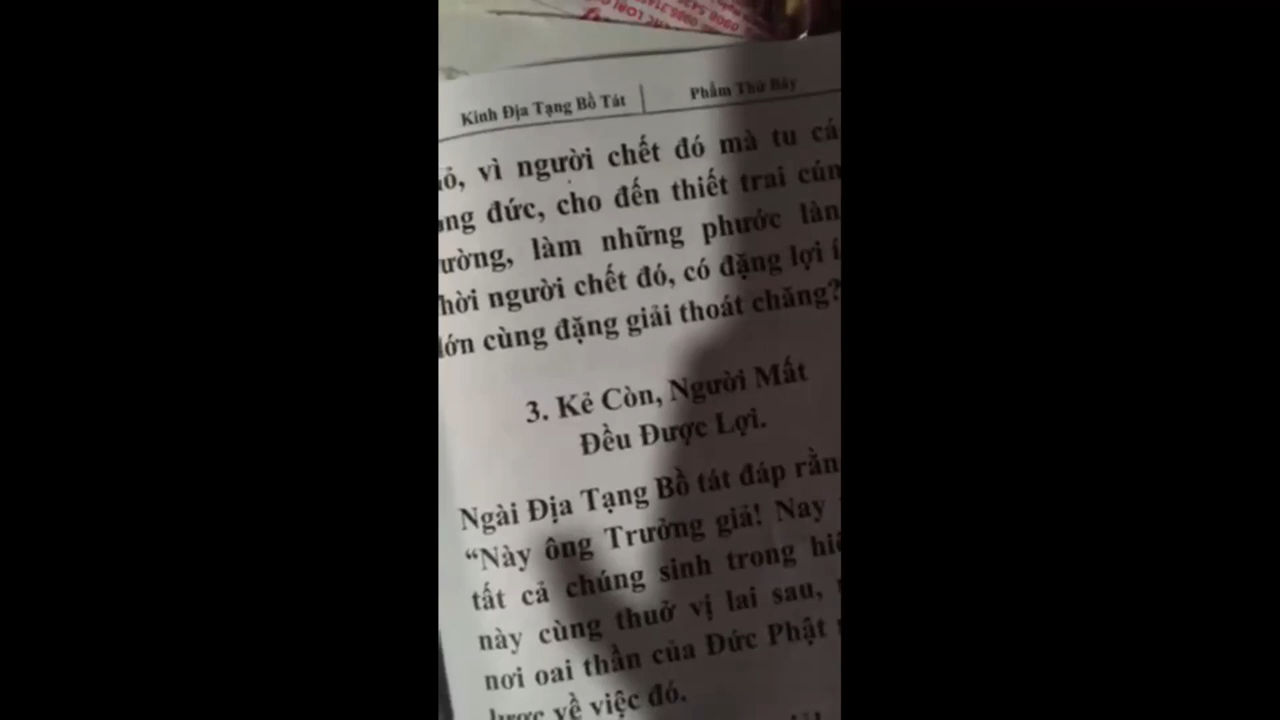 Kinh Địa Tạng Bồ Tát
Phẩm Thứ Bảy
vì người chết đó mà tu
đức, cho đến thiết trai
làm những phước
người chết đó, có đặng lợi
cùng đặng giải thoát chăng?
3. Kẻ Còn, Người Mất
Đều Được Lợi.
Ngài Địa Tạng Bồ tát đáp
“Này ông Trưởng giả! Nay
tất cả chúng sinh trong
này cùng thuở vị lai sau,
nơi oai thần của Đức Phật
lược về việc đó.